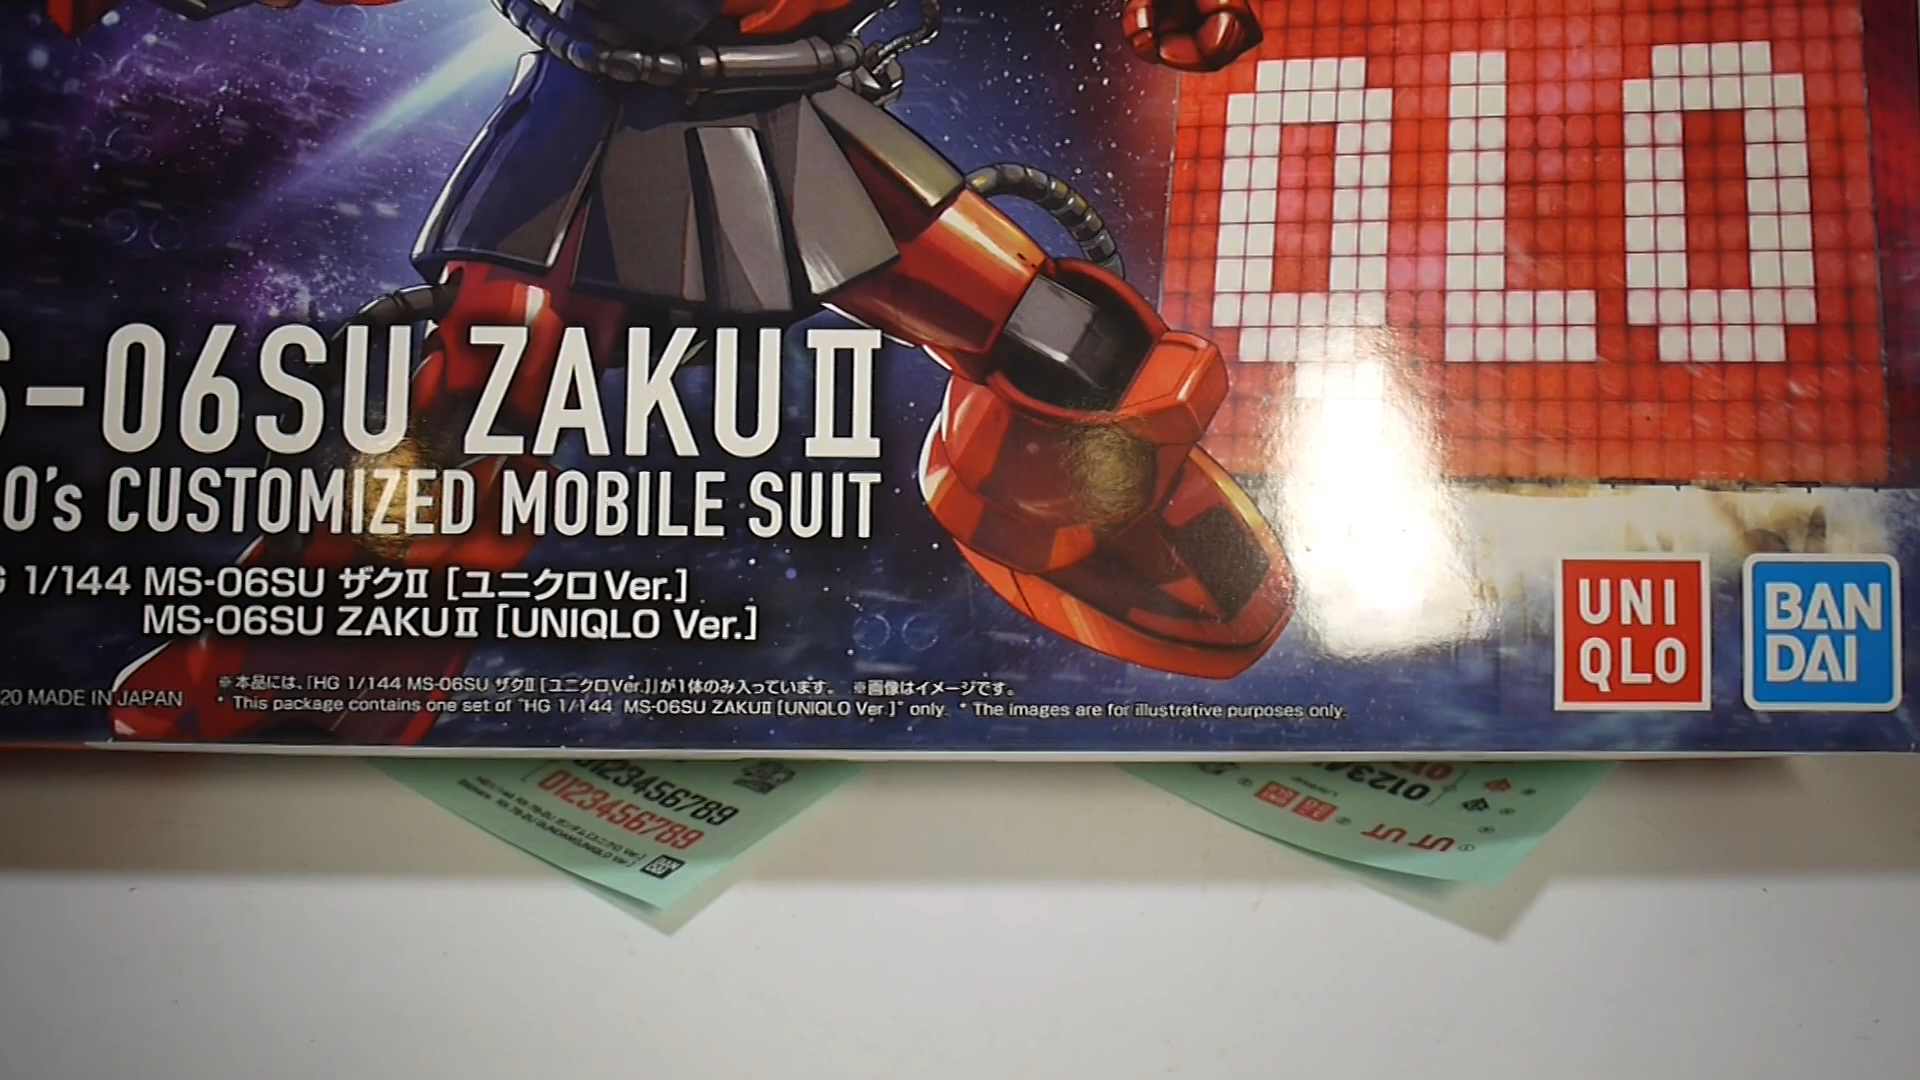 QLO
-06SU ZAKUⅡ
O's CUSTOMIZED MOBILE SUIT
1/144 MS-06SU ザクⅡ [ユニクロVer.]
MS-06SU ZAKUⅡ [UNIQLO Ver.]
UNI
QLO
BAN
DAI
20 MADE IN JAPAN
※本品には、「HG 1/144 MS-06SU ザクⅡ [ユニクロVer.]」が1体のみ入っています。 ※画像はイメージです。
* This package contains one set of "HG 1/144 MS-06SU ZAKUⅡ [UNIQLO Ver.]" only. * The images are for illustrative purposes only.
0123456789
0123456789
BAN
DAI
UT UT